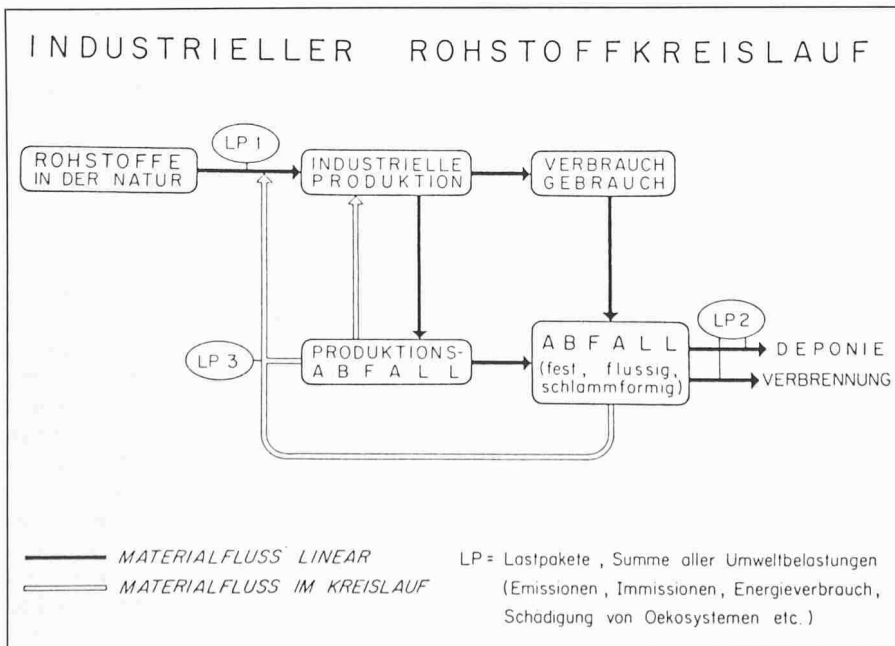 INDUSTRIELLER ROHSTOFFKREISLAUF
LP 1
ROHSTOFFE
IN DER NATUR
INDUSTRIELLE
PRODUKTION
VERBRAUCH
GEBRAUCH
LP 3
PRODUKTIONS-
ABFALL
ABFALL
(fest, flüssig,
schlammformig)
LP 2
DEPONIE
VERBRENNUNG
MATERIALFLUSS LINEAR
MATERIALFLUSS IM KREISLAUF
LP = Lastpakete, Summe aller Umweltbelastungen
(Emissionen, Immissionen, Energieverbrauch,
Schädigung von Oekosystemen etc.)